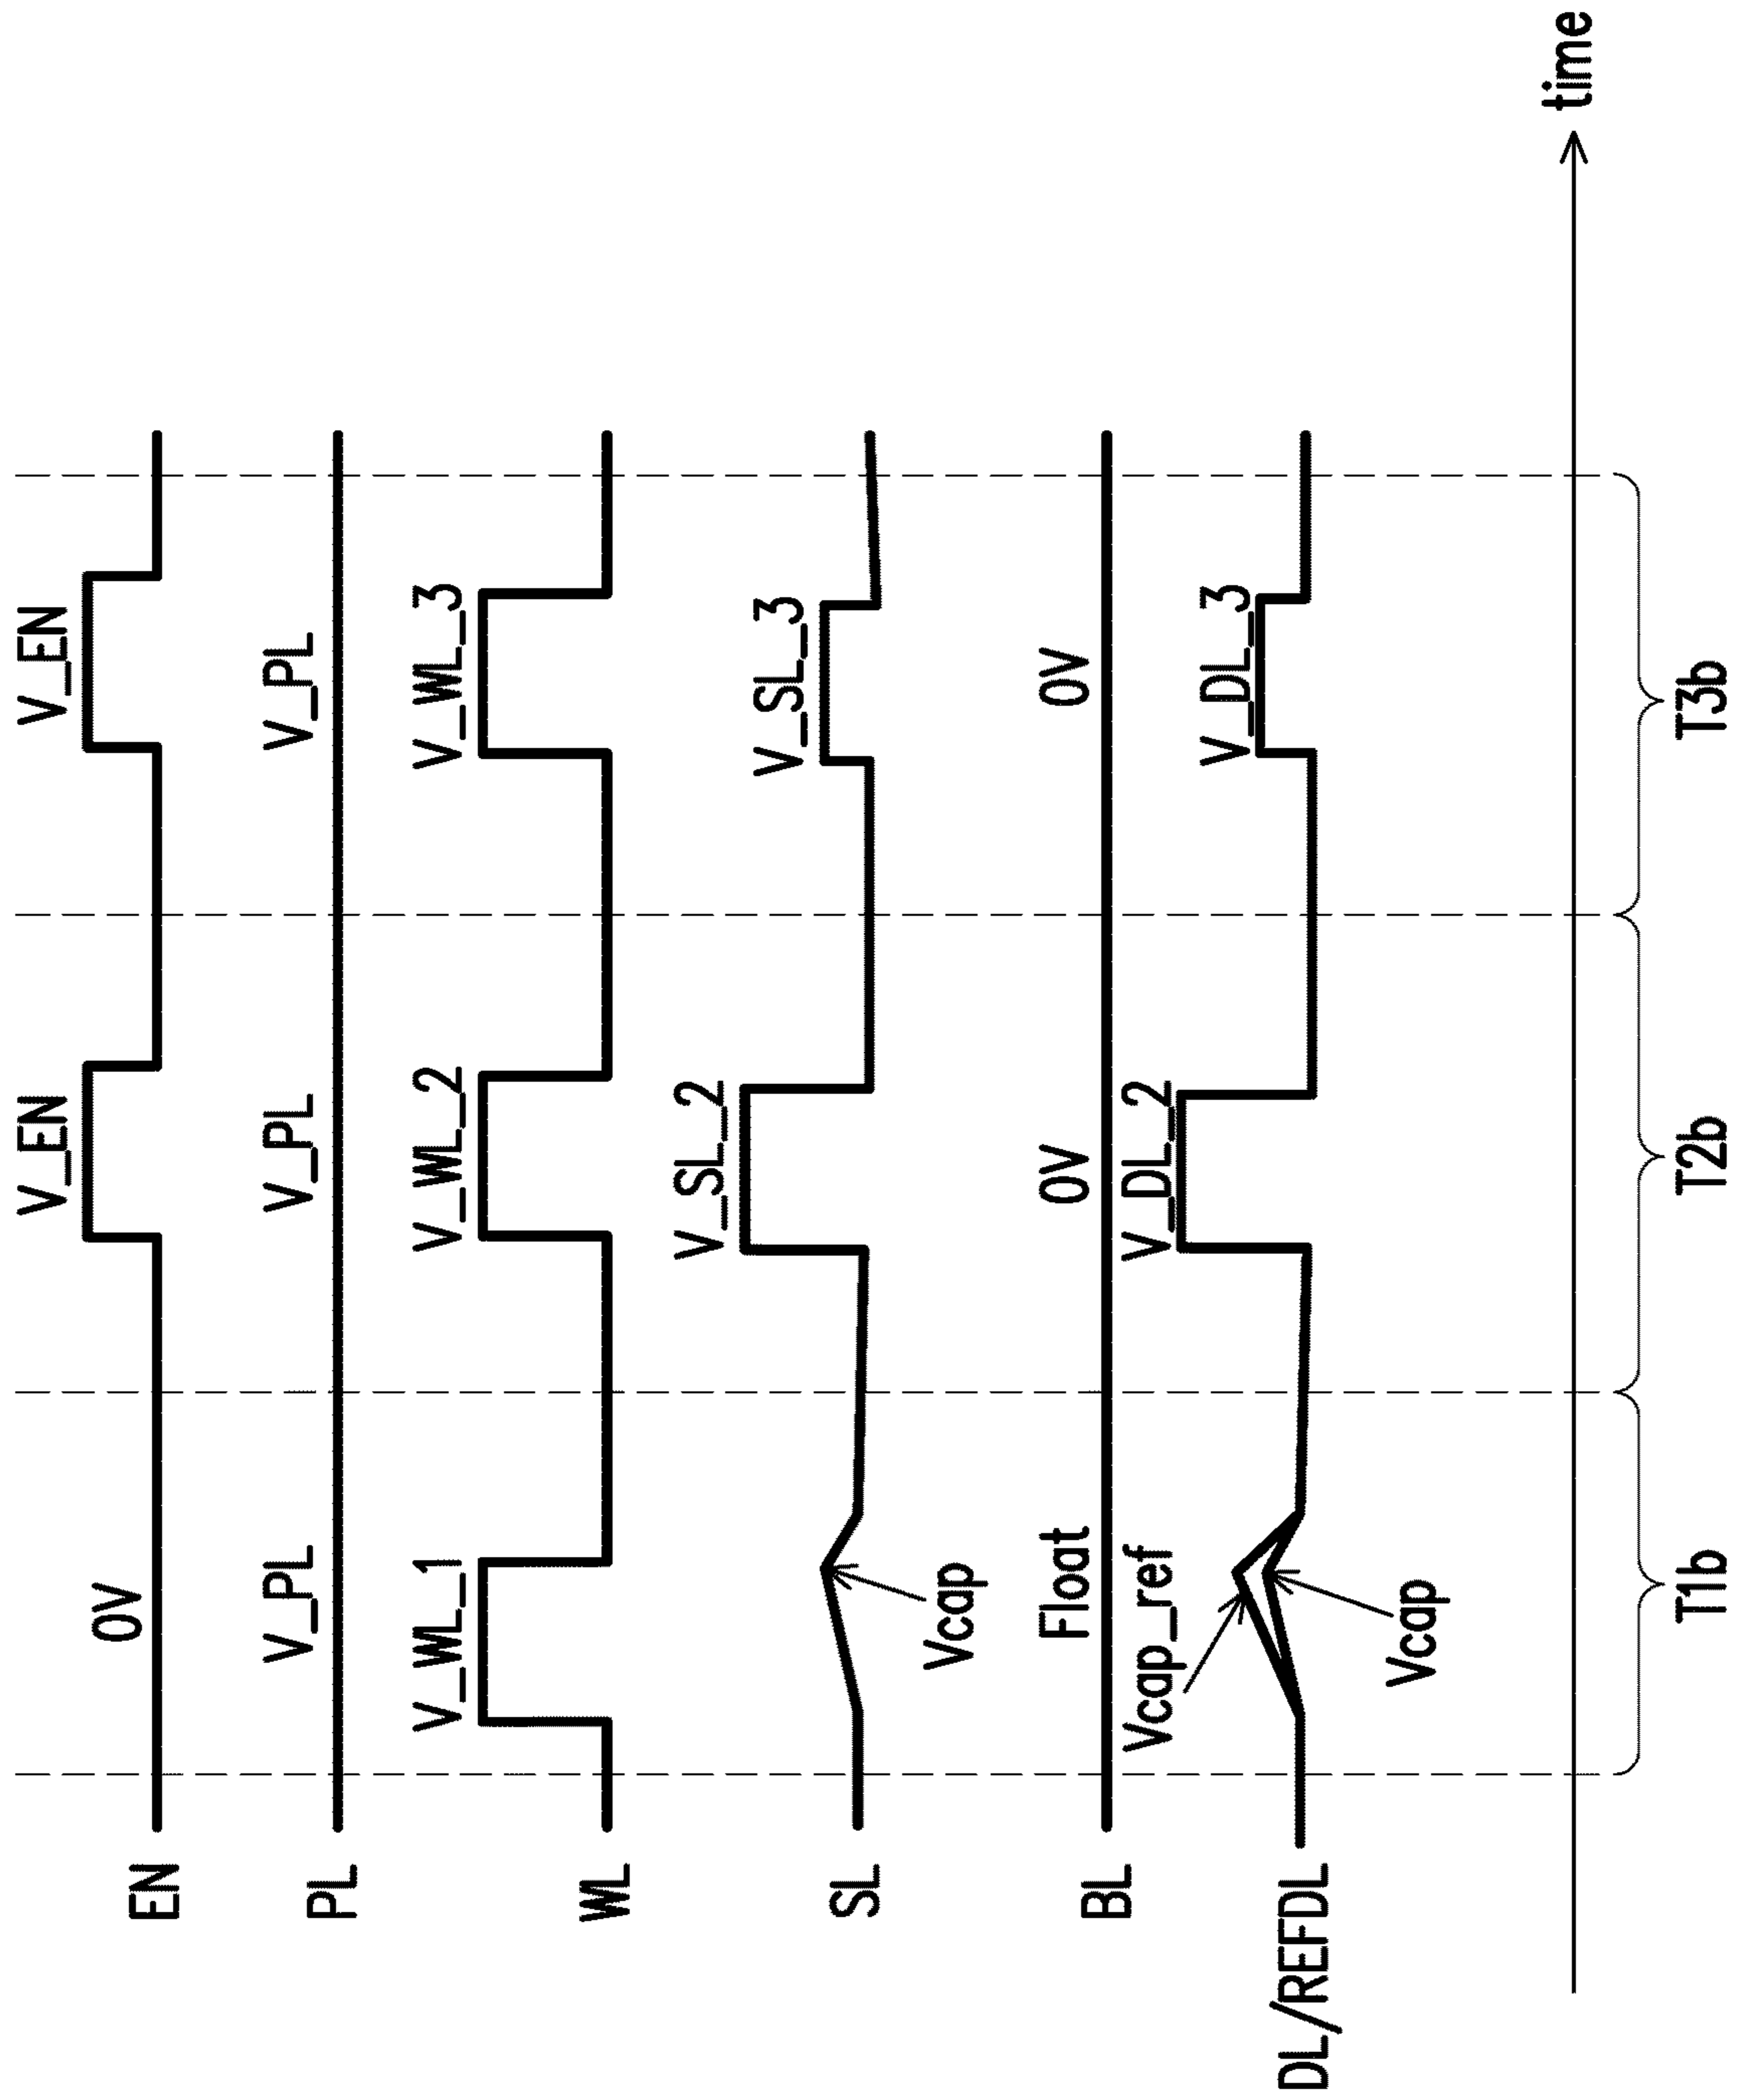 EN 0V V_EN V_EN
PL V_PL V_PL V_PL
WL V_WL_1 V_WL_2 V_WL_3
SL Vcap V_SL_2 V_SL_3
BL Float 0V 0V
DL/REFDL Vcap_ref Vcap V_DL_2 V_DL_3
time
T1b T2b T3b